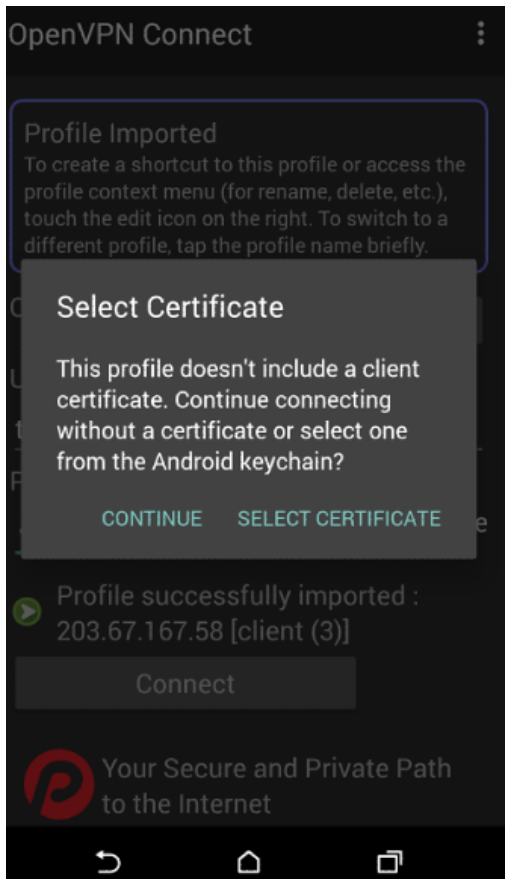 OpenVPN Connect
Profile Imported
To create a shortcut to this profile or access the
profile context menu (for rename, delete, etc.),
touch the edit icon on the right. To switch to a
different profile, tap the profile name briefly.
Select Certificate
This profile doesn't include a client
certificate. Continue connecting
without a certificate or select one
from the Android keychain?
CONTINUE SELECT CERTIFICATE
Profile successfully imported :
203.67.167.58 [client (3)]
Connect
Your Secure and Private Path
to the Internet